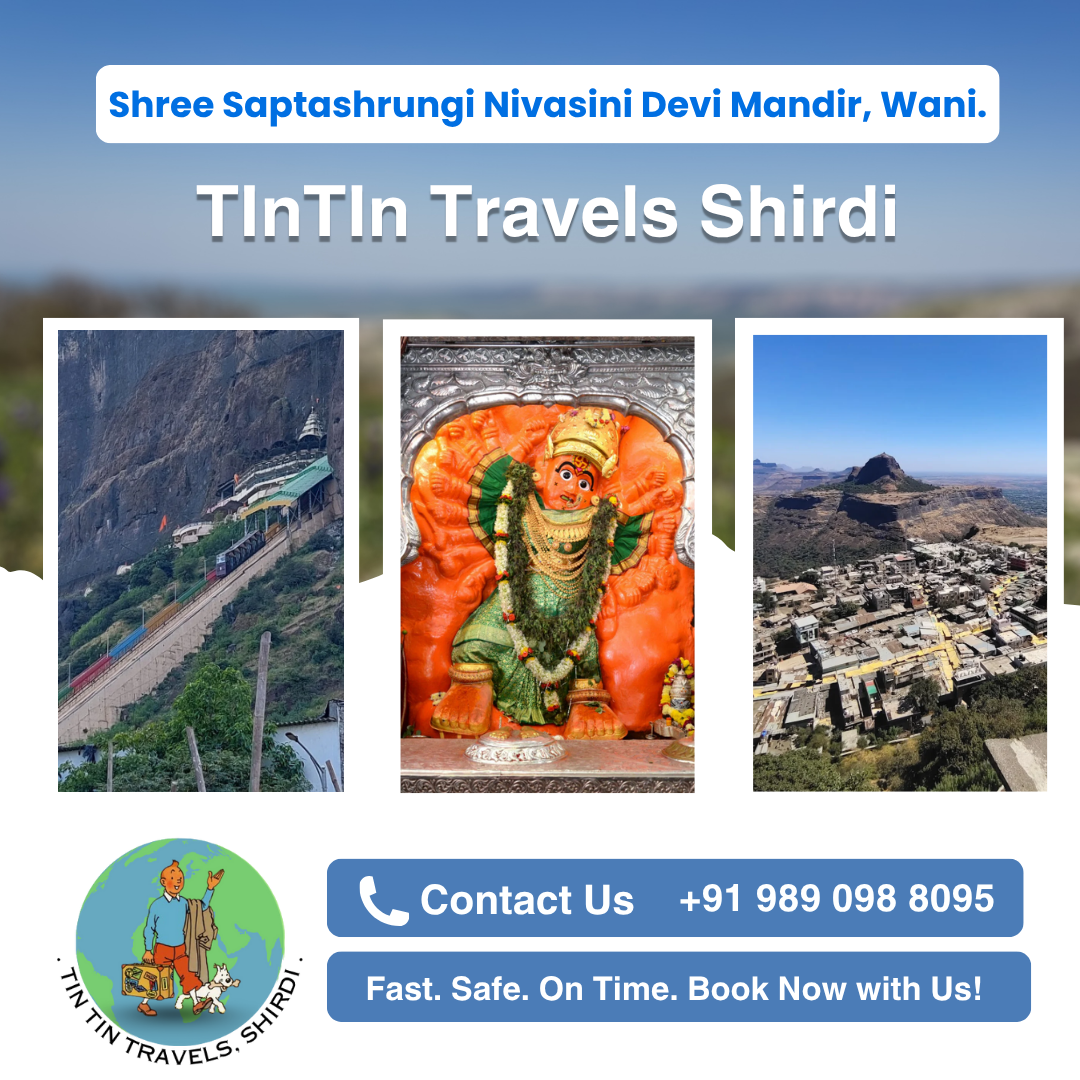 Shree Saptashrungi Nivasini Devi Mandir, Wani.
TInTIn Travels Shirdi
Contact Us +91 989 098 8095
Fast. Safe. On Time. Book Now with Us!
· TIN TIN TRAVELS, SHIRDI ·